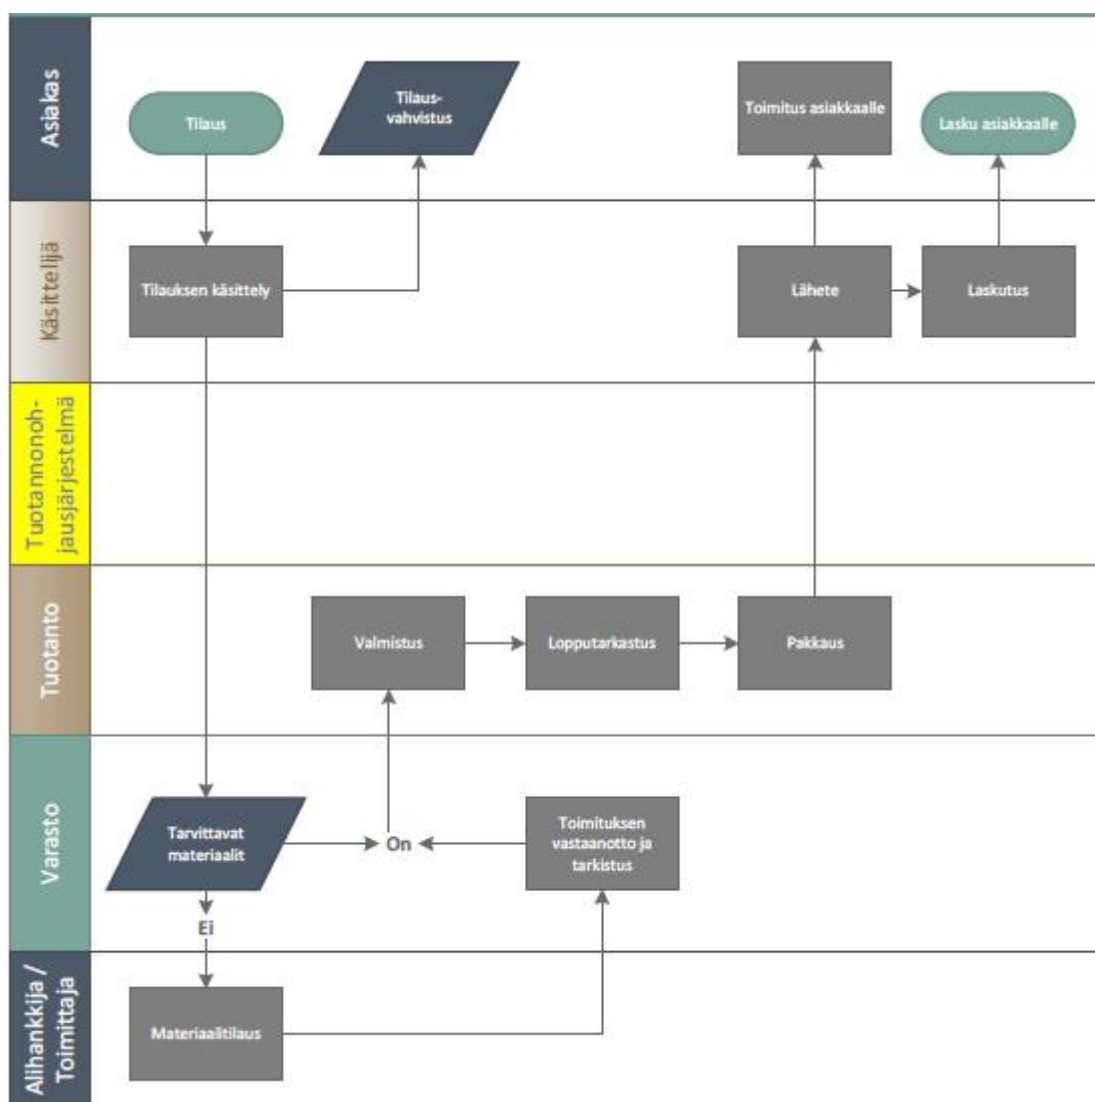 Asiakas
Tilaus
Tilaus-
vahvistus
Toimitus asiakkaalle
Lasku asiakkaalle
Käsittelijä
Tilauksen käsittely
Lähete
Laskutus
Tuotannonoh-
jausjärjestelmä
Tuotanto
Valmistus
Lopputarkastus
Pakkaus
Varasto
Tarvittavat
materiaalit
On
Toimituksen
vastaanotto ja
tarkistus
Ei
Alihankkija /
Toimittaja
Materiaalitilaus